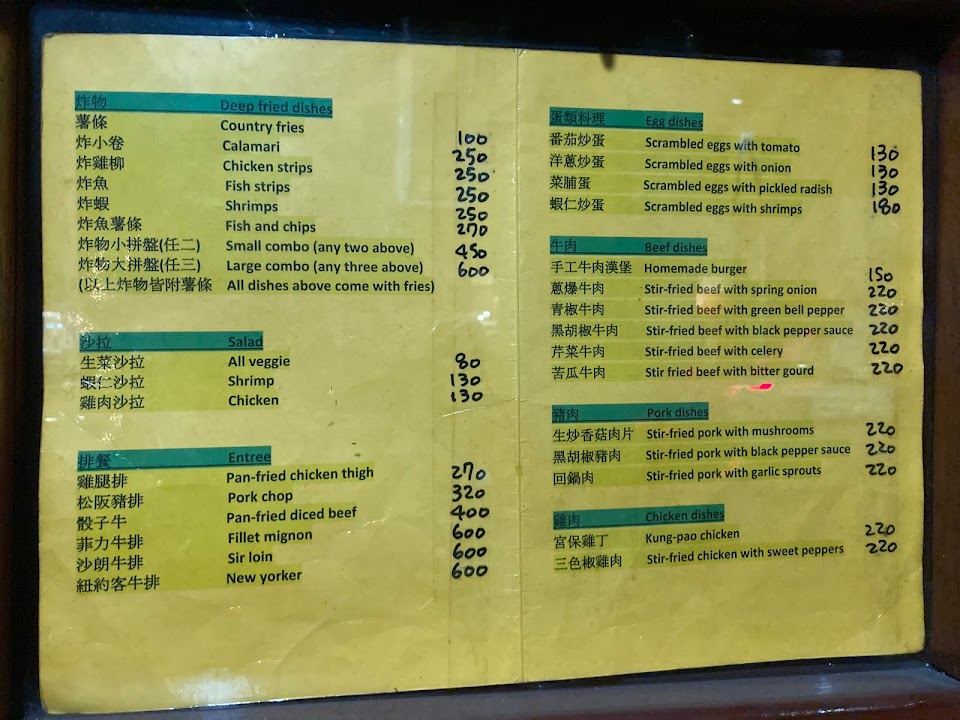 炸物 Deep fried dishes
薯條 Country fries 100
炸小卷 Calamari 250
炸雞柳 Chicken strips 250
炸魚 Fish strips 250
炸蝦 Shrimps 250
炸魚薯條 Fish and chips 270
炸物小拼盤(任二) Small combo (any two above) 450
炸物大拼盤(任三) Large combo (any three above) 600
(以上炸物皆附薯條 All dishes above come with fries)
沙拉 Salad
生菜沙拉 All veggie 80
蝦仁沙拉 Shrimp 130
雞肉沙拉 Chicken 130
排餐 Entree
雞腿排 Pan-fried chicken thigh 270
松阪豬排 Pork chop 320
骰子牛 Pan-fried diced beef 400
菲力牛排 Fillet mignon 600
沙朗牛排 Sir loin 600
紐約客牛排 New yorker 600
蛋類料理 Egg dishes
番茄炒蛋 Scrambled eggs with tomato 130
洋蔥炒蛋 Scrambled eggs with onion 130
菜脯蛋 Scrambled eggs with pickled radish 130
蝦仁炒蛋 Scrambled eggs with shrimps 180
牛肉 Beef dishes
手工牛肉漢堡 Homemade burger 150
蔥爆牛肉 Stir-fried beef with spring onion 220
青椒牛肉 Stir-fried beef with green bell pepper 220
黑胡椒牛肉 Stir-fried beef with black pepper sauce 220
芹菜牛肉 Stir-fried beef with celery 220
苦瓜牛肉 Stir fried beef with bitter gourd 220
豬肉 Pork dishes
生炒香菇肉片 Stir-fried pork with mushrooms 220
黑胡椒豬肉 Stir-fried pork with black pepper sauce 220
回鍋肉 Stir-fried pork with garlic sprouts 220
雞肉 Chicken dishes
宮保雞丁 Kung-pao chicken 220
三色椒雞肉 Stir-fried chicken with sweet peppers 220